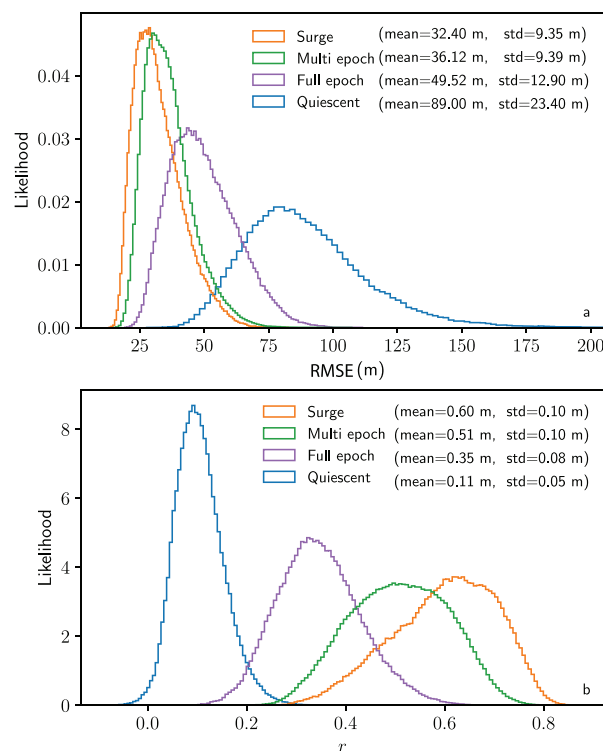 Surge (mean=32.40 m, std=9.35 m)
Multi epoch (mean=36.12 m, std=9.39 m)
Full epoch (mean=49.52 m, std=12.90 m)
Quiescent (mean=89.00 m, std=23.40 m)
0.04
0.03
0.02
0.01
0.00
Likelihood
a
25 50 75 100 125 150 175 200
RMSE (m)
Surge (mean=0.60 m, std=0.10 m)
Multi epoch (mean=0.51 m, std=0.10 m)
Full epoch (mean=0.35 m, std=0.08 m)
Quiescent (mean=0.11 m, std=0.05 m)
8
6
4
2
0
Likelihood
b
0.0 0.2 0.4 0.6 0.8
r